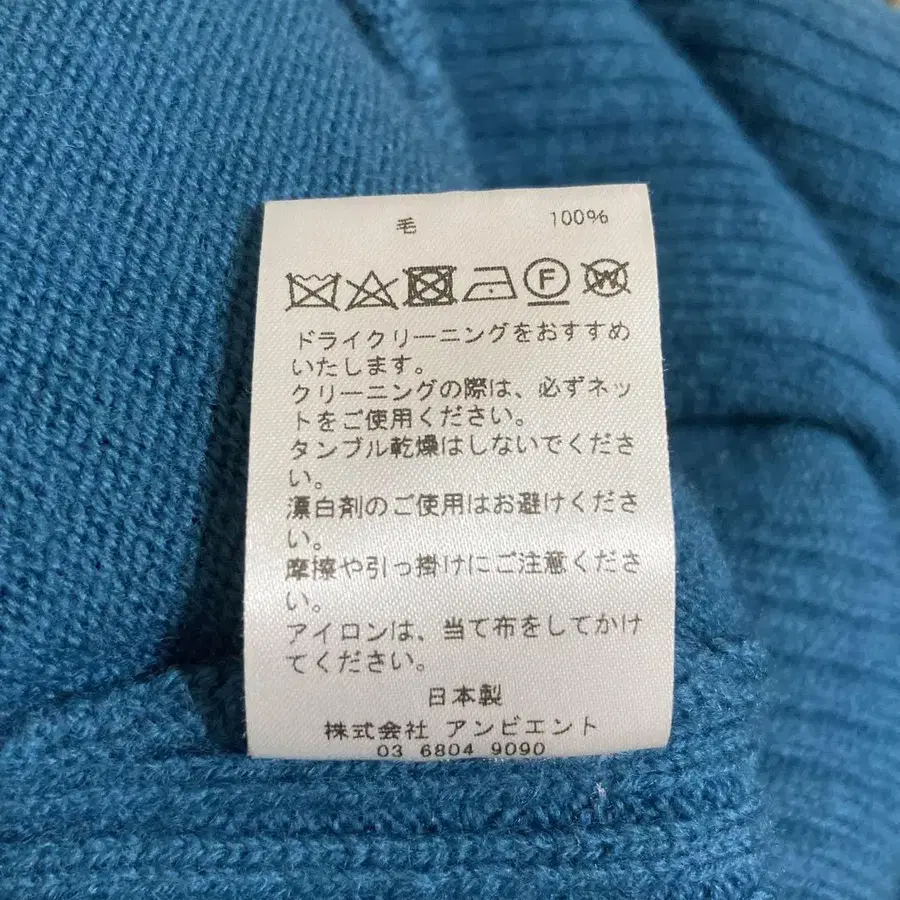 毛 100%
F W
ドライクリーニングをおすすめ
いたします。
クリーニングの際は、必ずネッ
トをご使用ください。
タンブル乾燥はしないでくださ
い。
漂白剤のご使用はお避けくださ
い。
摩擦や引っ掛けにご注意くださ
い。
アイロンは、当て布をしてかけ
てください。
日本製
株式会社 アンビエント
03 6804 9090